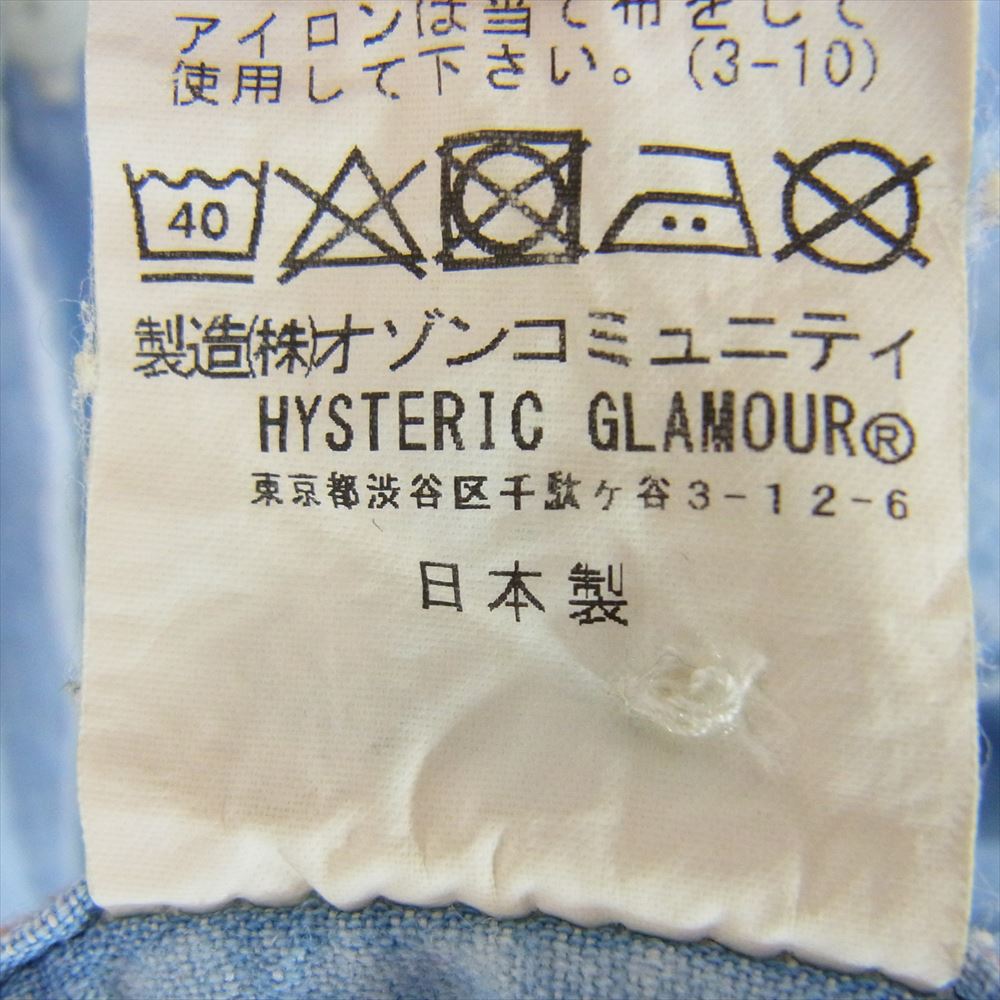 アイロンは当て布をして
使用して下さい。(3-10)
40
製造(株)オゾンコミュニティ
HYSTERIC GLAMOUR®
東京都渋谷区千駄ヶ谷3-12-6
日本製